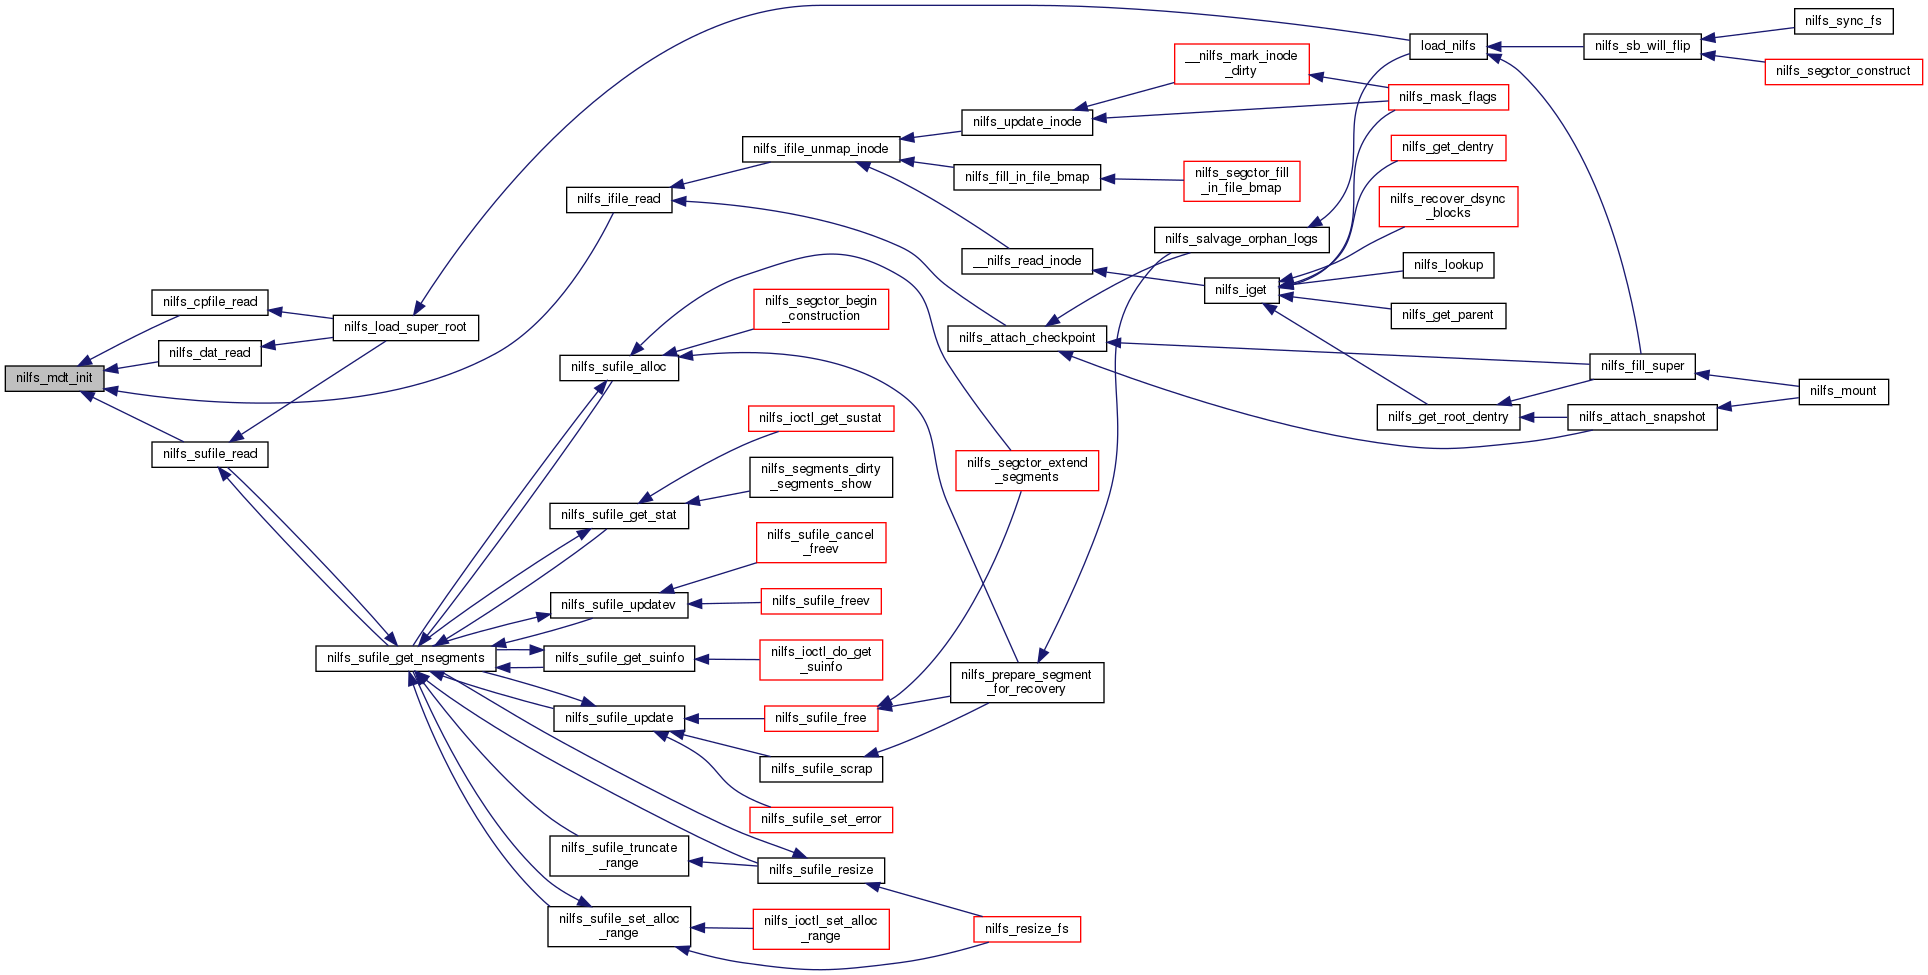 nilfs_mdt_init
nilfs_cpfile_read
nilfs_dat_read
nilfs_sufile_read
nilfs_load_super_root
nilfs_sufile_get_nsegments
nilfs_ifile_read
nilfs_sufile_alloc
nilfs_sufile_get_stat
nilfs_sufile_updatev
nilfs_sufile_get_suinfo
nilfs_sufile_update
nilfs_sufile_truncate
_range
nilfs_sufile_set_alloc
_range
nilfs_ifile_unmap_inode
nilfs_segctor_begin
_construction
nilfs_ioctl_get_sustat
nilfs_segments_dirty
_segments_show
nilfs_sufile_cancel
_freev
nilfs_sufile_freev
nilfs_ioctl_do_get
_suinfo
nilfs_sufile_free
nilfs_sufile_scrap
nilfs_sufile_set_error
nilfs_sufile_resize
nilfs_ioctl_set_alloc
_range
nilfs_update_inode
nilfs_fill_in_file_bmap
__nilfs_read_inode
nilfs_attach_checkpoint
nilfs_segctor_extend
_segments
nilfs_prepare_segment
_for_recovery
nilfs_resize_fs
__nilfs_mark_inode
_dirty
nilfs_segctor_fill
_in_file_bmap
nilfs_salvage_orphan_logs
nilfs_iget
load_nilfs
nilfs_mask_flags
nilfs_get_dentry
nilfs_recover_dsync
_blocks
nilfs_lookup
nilfs_get_parent
nilfs_get_root_dentry
nilfs_sb_will_flip
nilfs_fill_super
nilfs_attach_snapshot
nilfs_sync_fs
nilfs_segctor_construct
nilfs_mount